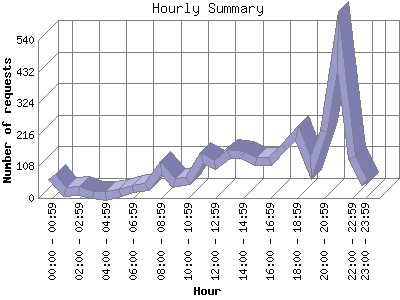 Hourly Summary
Number of requests
540
432
324
216
108
0
00:00 - 00:59
02:00 - 02:59
04:00 - 04:59
06:00 - 06:59
08:00 - 08:59
10:00 - 10:59
12:00 - 12:59
14:00 - 14:59
16:00 - 16:59
18:00 - 18:59
20:00 - 20:59
22:00 - 22:59
23:00 - 23:59
Hour